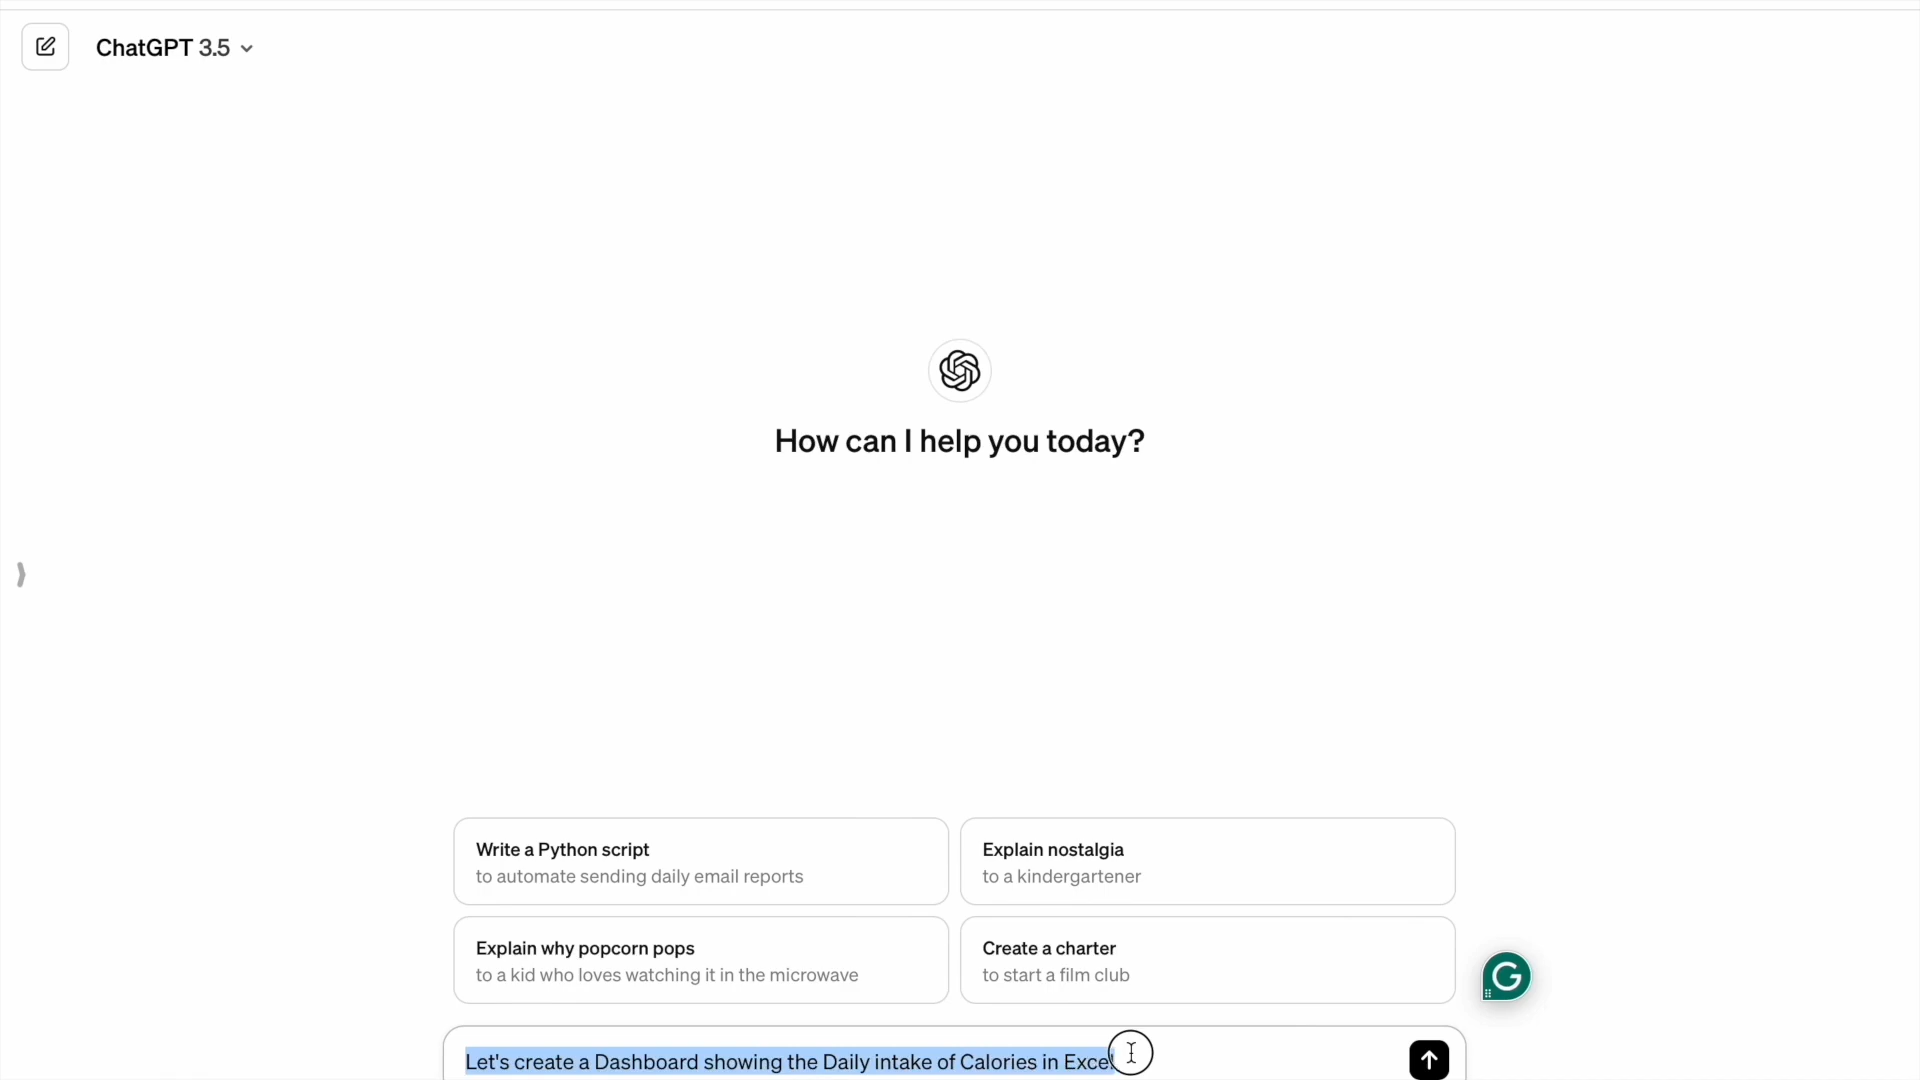 ChatGPT 3.5
How can I help you today?
Write a Python script
to automate sending daily email reports
Explain nostalgia
to a kindergartener
Explain why popcorn pops
to a kid who loves watching it in the microwave
Create a charter
to start a film club
G
Let's create a Dashboard showing the Daily intake of Calories in Excel